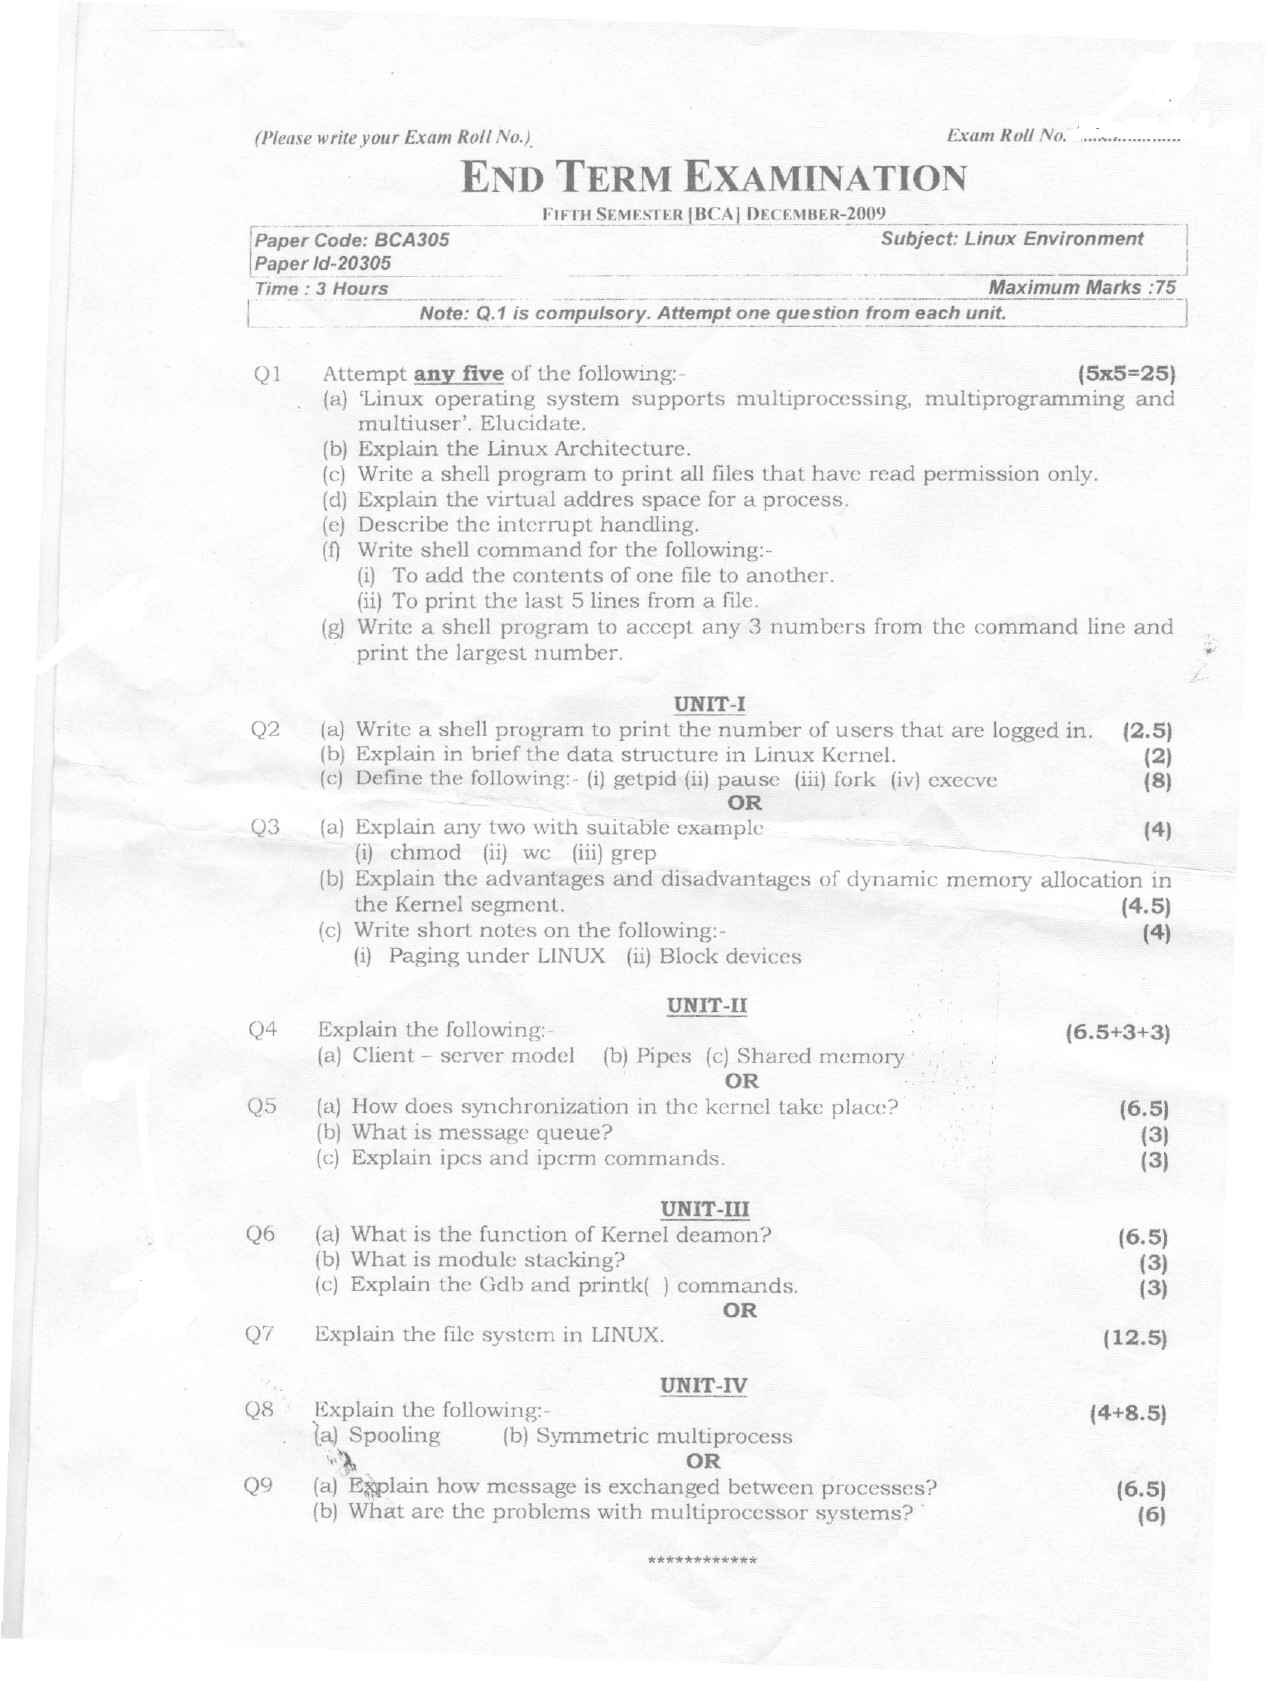 (Please write your Exam Roll No.)
Exam Roll No. ....................
END TERM EXAMINATION
FIFTH SEMESTER [BCA] DECEMBER-2009
Paper Code: BCA305 Subject: Linux Environment
Paper Id-20305
Time : 3 Hours Maximum Marks :75
Note: Q.1 is compulsory. Attempt one question from each unit.
Q1 Attempt any five of the following:- (5x5=25)
(a) ‘Linux operating system supports multiprocessing, multiprogramming and
multiuser’. Elucidate.
(b) Explain the Linux Architecture.
(c) Write a shell program to print all files that have read permission only.
(d) Explain the virtual addres space for a process.
(e) Describe the interrupt handling.
(f) Write shell command for the following:-
(i) To add the contents of one file to another.
(ii) To print the last 5 lines from a file.
(g) Write a shell program to accept any 3 numbers from the command line and
print the largest number.
UNIT-I
Q2 (a) Write a shell program to print the number of users that are logged in. (2.5)
(b) Explain in brief the data structure in Linux Kernel. (2)
(c) Define the following:- (i) getpid (ii) pause (iii) fork (iv) execve (8)
OR
Q3 (a) Explain any two with suitable example (4)
(i) chmod (ii) wc (iii) grep
(b) Explain the advantages and disadvantages of dynamic memory allocation in
the Kernel segment. (4.5)
(c) Write short notes on the following:- (4)
(i) Paging under LINUX (ii) Block devices
UNIT-II
Q4 Explain the following:- (6.5+3+3)
(a) Client – server model (b) Pipes (c) Shared memory
OR
Q5 (a) How does synchronization in the kernel take place? (6.5)
(b) What is message queue? (3)
(c) Explain ipcs and ipcrm commands. (3)
UNIT-III
Q6 (a) What is the function of Kernel deamon? (6.5)
(b) What is module stacking? (3)
(c) Explain the Gdb and printk( ) commands. (3)
OR
Q7 Explain the file system in LINUX. (12.5)
UNIT-IV
Q8 Explain the following:- (4+8.5)
(a) Spooling (b) Symmetric multiprocess
OR
Q9 (a) Explain how message is exchanged between processes? (6.5)
(b) What are the problems with multiprocessor systems? (6)
************